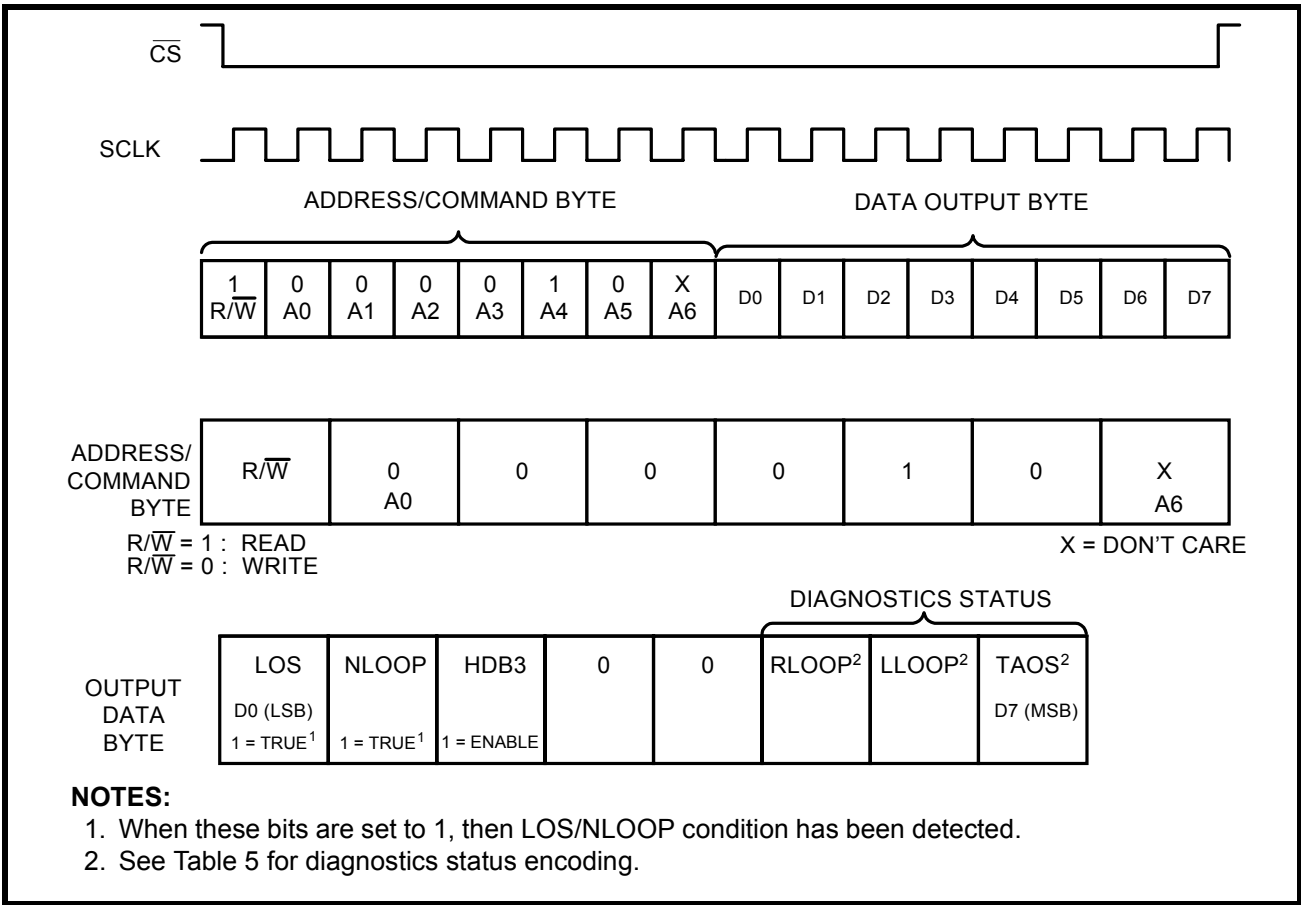 CS
SCLK
ADDRESS/COMMAND BYTE
DATA OUTPUT BYTE
1 0 0 0 0 1 0 X
R/W A0 A1 A2 A3 A4 A5 A6 D0 D1 D2 D3 D4 D5 D6 D7
ADDRESS/
COMMAND
BYTE
R/W 0 0 0 0 1 0 X
A0 A6
R/W = 1 : READ
R/W = 0 : WRITE
X = DON'T CARE
DIAGNOSTICS STATUS
OUTPUT
DATA
BYTE
LOS NLOOP HDB3 0 0 RLOOP² LLOOP² TAOS²
D0 (LSB) D7 (MSB)
1 = TRUE¹ 1 = TRUE¹ 1 = ENABLE
NOTES:
1. When these bits are set to 1, then LOS/NLOOP condition has been detected.
2. See Table 5 for diagnostics status encoding.